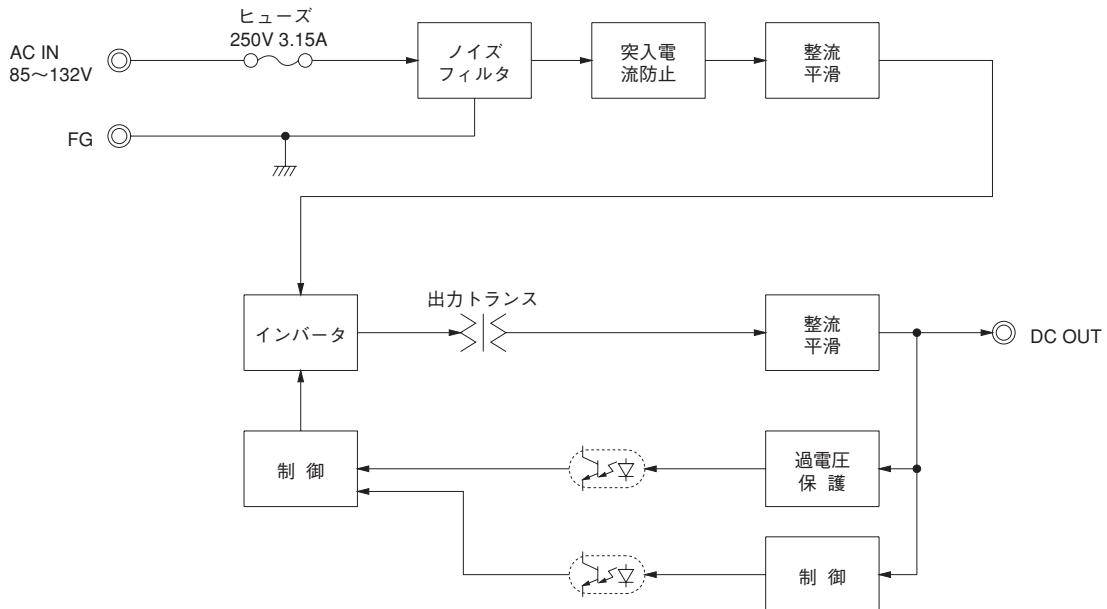 ヒューズ
250V 3.15A
AC IN
85～132V
ノイズ
フィルタ
突入電
流防止
整流
平滑
FG
インバータ
出力トランス
整流
平滑
DC OUT
制 御
過電圧
保 護
制 御